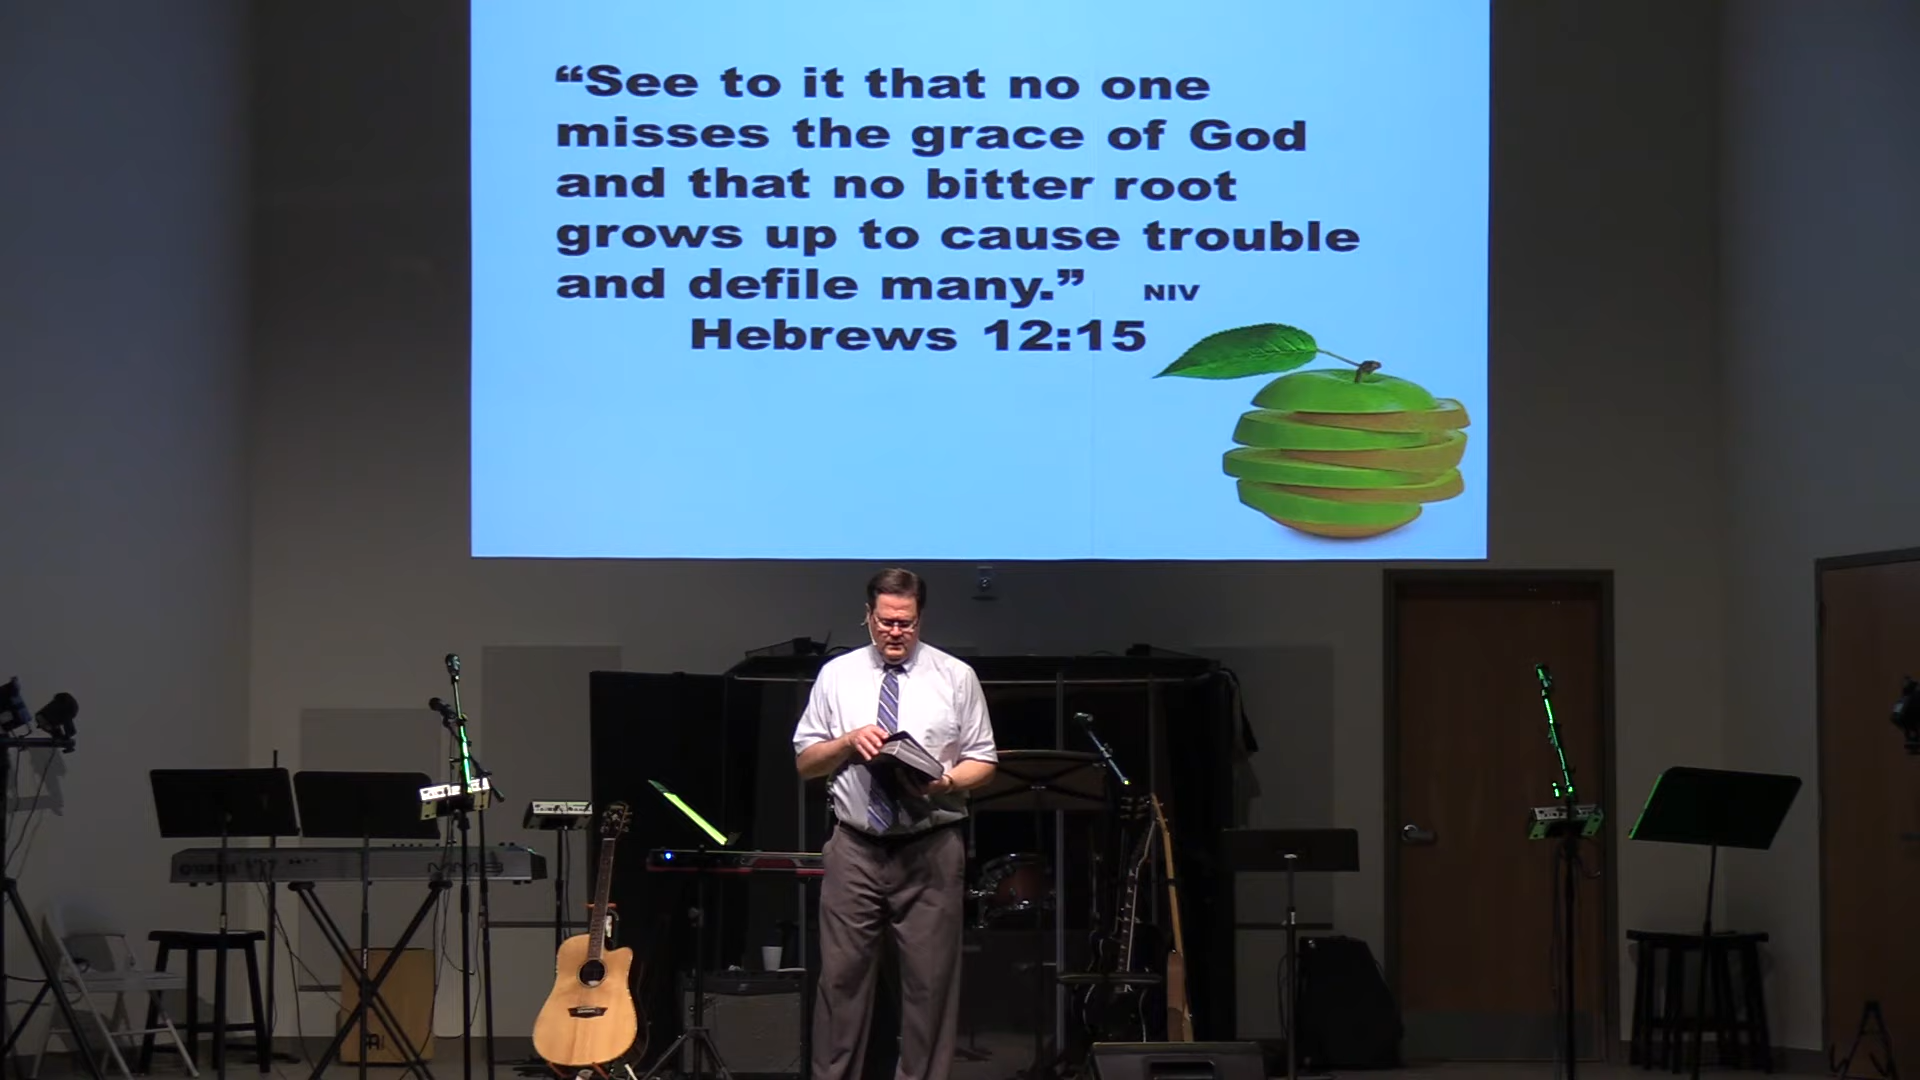 “See to it that no one
misses the grace of God
and that no bitter root
grows up to cause trouble
and defile many.” NIV
Hebrews 12:15